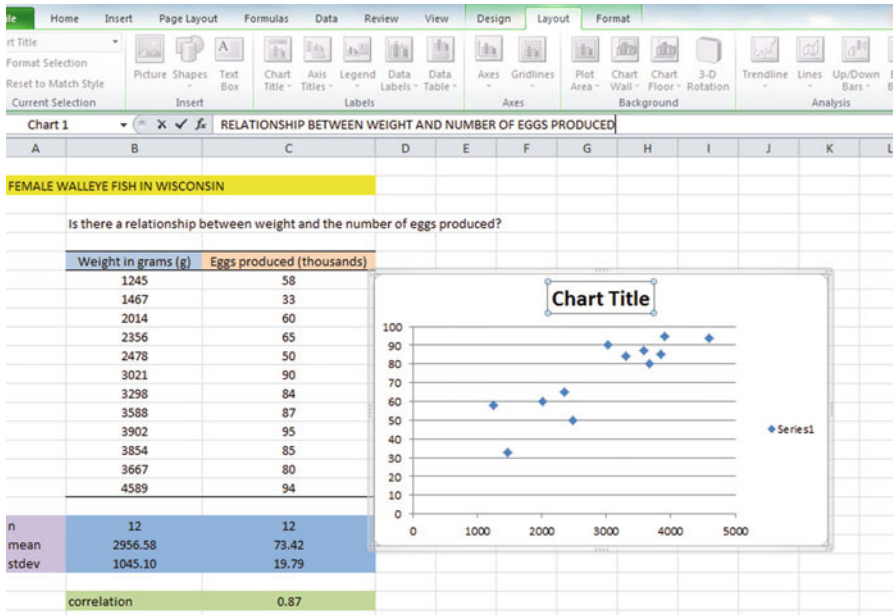 ile Home Insert Page Layout Formulas Data Review View Design Layout Format
rt Title
Format Selection
Reset to Match Style
Current Selection
Picture Shapes Text Box
Insert
Chart Title Axis Titles Legend Data Labels Data Table
Labels
Axes Gridlines
Axes
Plot Area Chart Wall Chart Floor 3-D Rotation
Background
Trendline Lines Up/Down Bars
Analysis
Chart 1 fx RELATIONSHIP BETWEEN WEIGHT AND NUMBER OF EGGS PRODUCED
A B C D E F G H I J K L
FEMALE WALLEYE FISH IN WISCONSIN
Is there a relationship between weight and the number of eggs produced?
Weight in grams (g) Eggs produced (thousands)
1245 58
1467 33
2014 60
2356 65
2478 50
3021 90
3298 84
3588 87
3902 95
3854 85
3667 80
4589 94
n 12 12
mean 2956.58 73.42
stdev 1045.10 19.79
correlation 0.87
Chart Title
100
90
80
70
60
50
40
30
20
10
0
0 1000 2000 3000 4000 5000
Series1